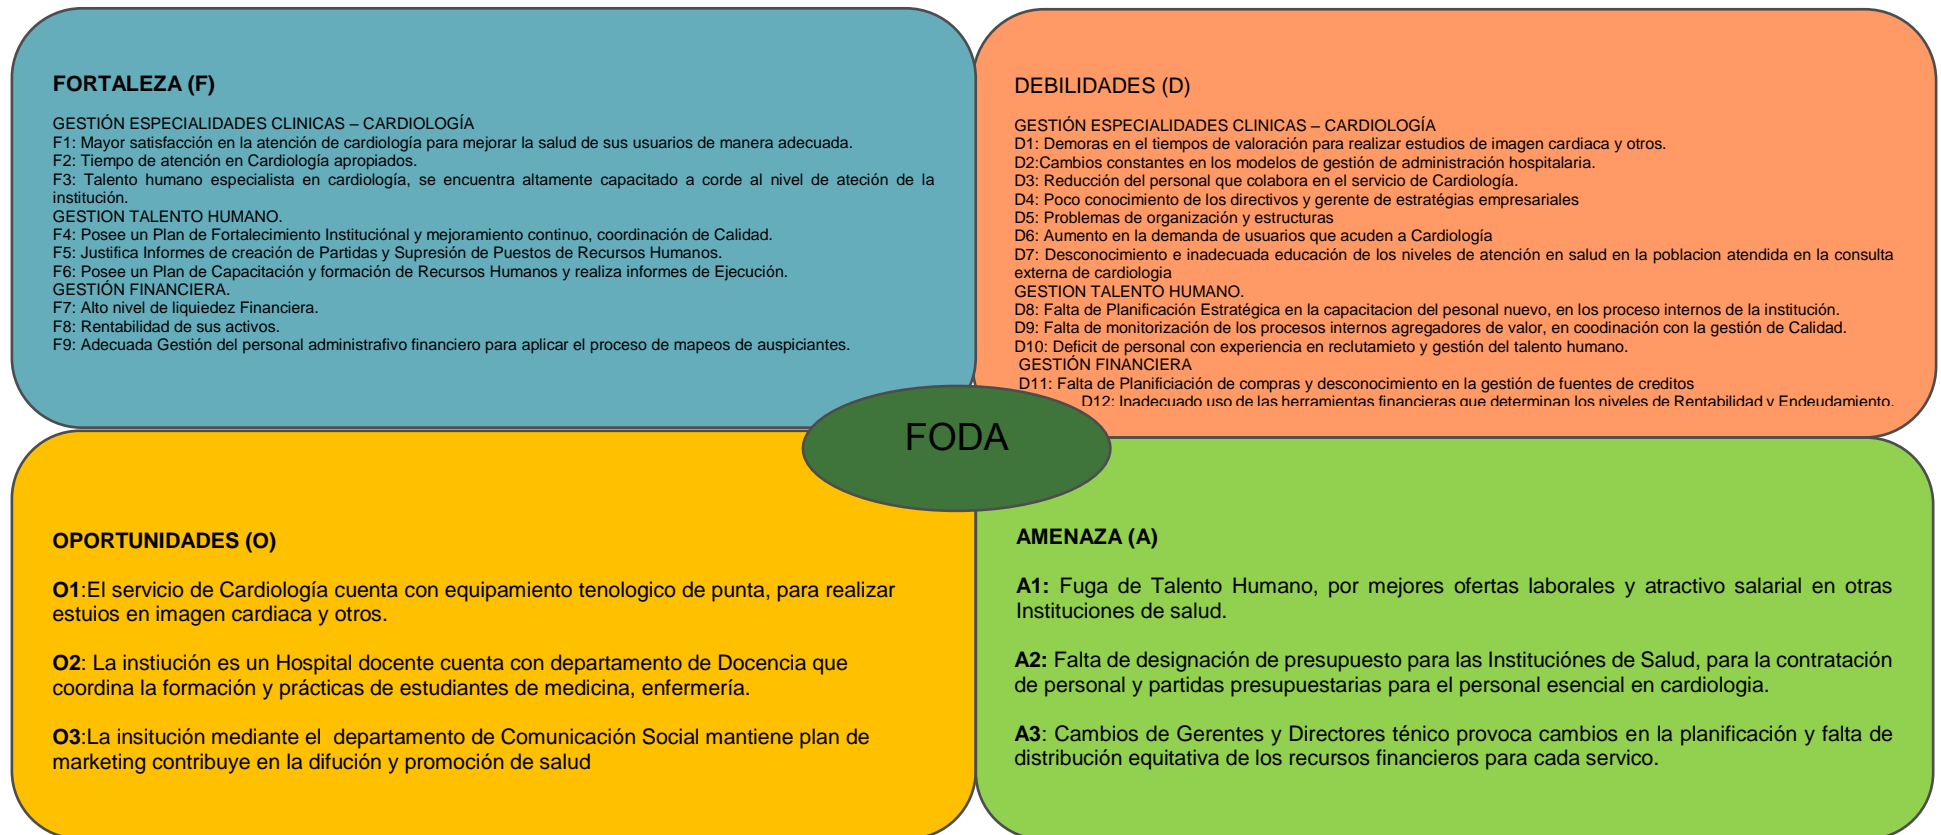 FORTALEZA (F)
GESTIÓN ESPECIALIDADES CLINICAS – CARDIOLOGÍA
F1: Mayor satisfacción en la atención de cardiología para mejorar la salud de sus usuarios de manera adecuada.
F2: Tiempo de atención en Cardiología apropiados.
F3: Talento humano especialista en cardiología, se encuentra altamente capacitado a corde al nivel de ateción de la
institución.
GESTION TALENTO HUMANO.
F4: Posee un Plan de Fortalecimiento Instituciónal y mejoramiento continuo, coordinación de Calidad.
F5: Justifica Informes de creación de Partidas y Supresión de Puestos de Recursos Humanos.
F6: Posee un Plan de Capacitación y formación de Recursos Humanos y realiza informes de Ejecución.
GESTIÓN FINANCIERA.
F7: Alto nivel de liquiedez Financiera.
F8: Rentabilidad de sus activos.
F9: Adecuada Gestión del personal administrafivo financiero para aplicar el proceso de mapeos de auspiciantes.
DEBILIDADES (D)
GESTIÓN ESPECIALIDADES CLINICAS – CARDIOLOGÍA
D1: Demoras en el tiempos de valoración para realizar estudios de imagen cardiaca y otros.
D2:Cambios constantes en los modelos de gestión de administración hospitalaria.
D3: Reducción del personal que colabora en el servicio de Cardiología.
D4: Poco conocimiento de los directivos y gerente de estratégias empresariales
D5: Problemas de organización y estructuras
D6: Aumento en la demanda de usuarios que acuden a Cardiología
D7: Desconocimiento e inadecuada educación de los niveles de atención en salud en la poblacion atendida en la consulta
externa de cardiologia
GESTION TALENTO HUMANO.
D8: Falta de Planificación Estratégica en la capacitacion del pesonal nuevo, en los proceso internos de la institución.
D9: Falta de monitorización de los procesos internos agregadores de valor, en coodinación con la gestión de Calidad.
D10: Deficit de personal con experiencia en reclutamieto y gestión del talento humano.
GESTIÓN FINANCIERA
D11: Falta de Planificiación de compras y desconocimiento en la gestión de fuentes de creditos
D12: Inadecuado uso de las herramientas financieras que determinan los niveles de Rentabilidad y Endeudamiento.
FODA
OPORTUNIDADES (O)
O1:El servicio de Cardiología cuenta con equipamiento tenologico de punta, para realizar
estuios en imagen cardiaca y otros.
O2: La instiución es un Hospital docente cuenta con departamento de Docencia que
coordina la formación y prácticas de estudiantes de medicina, enfermería.
O3:La insitución mediante el departamento de Comunicación Social mantiene plan de
marketing contribuye en la difución y promoción de salud
AMENAZA (A)
A1: Fuga de Talento Humano, por mejores ofertas laborales y atractivo salarial en otras
Instituciones de salud.
A2: Falta de designación de presupuesto para las Instituciónes de Salud, para la contratación
de personal y partidas presupuestarias para el personal esencial en cardiologia.
A3: Cambios de Gerentes y Directores ténico provoca cambios en la planificación y falta de
distribución equitativa de los recursos financieros para cada servico.